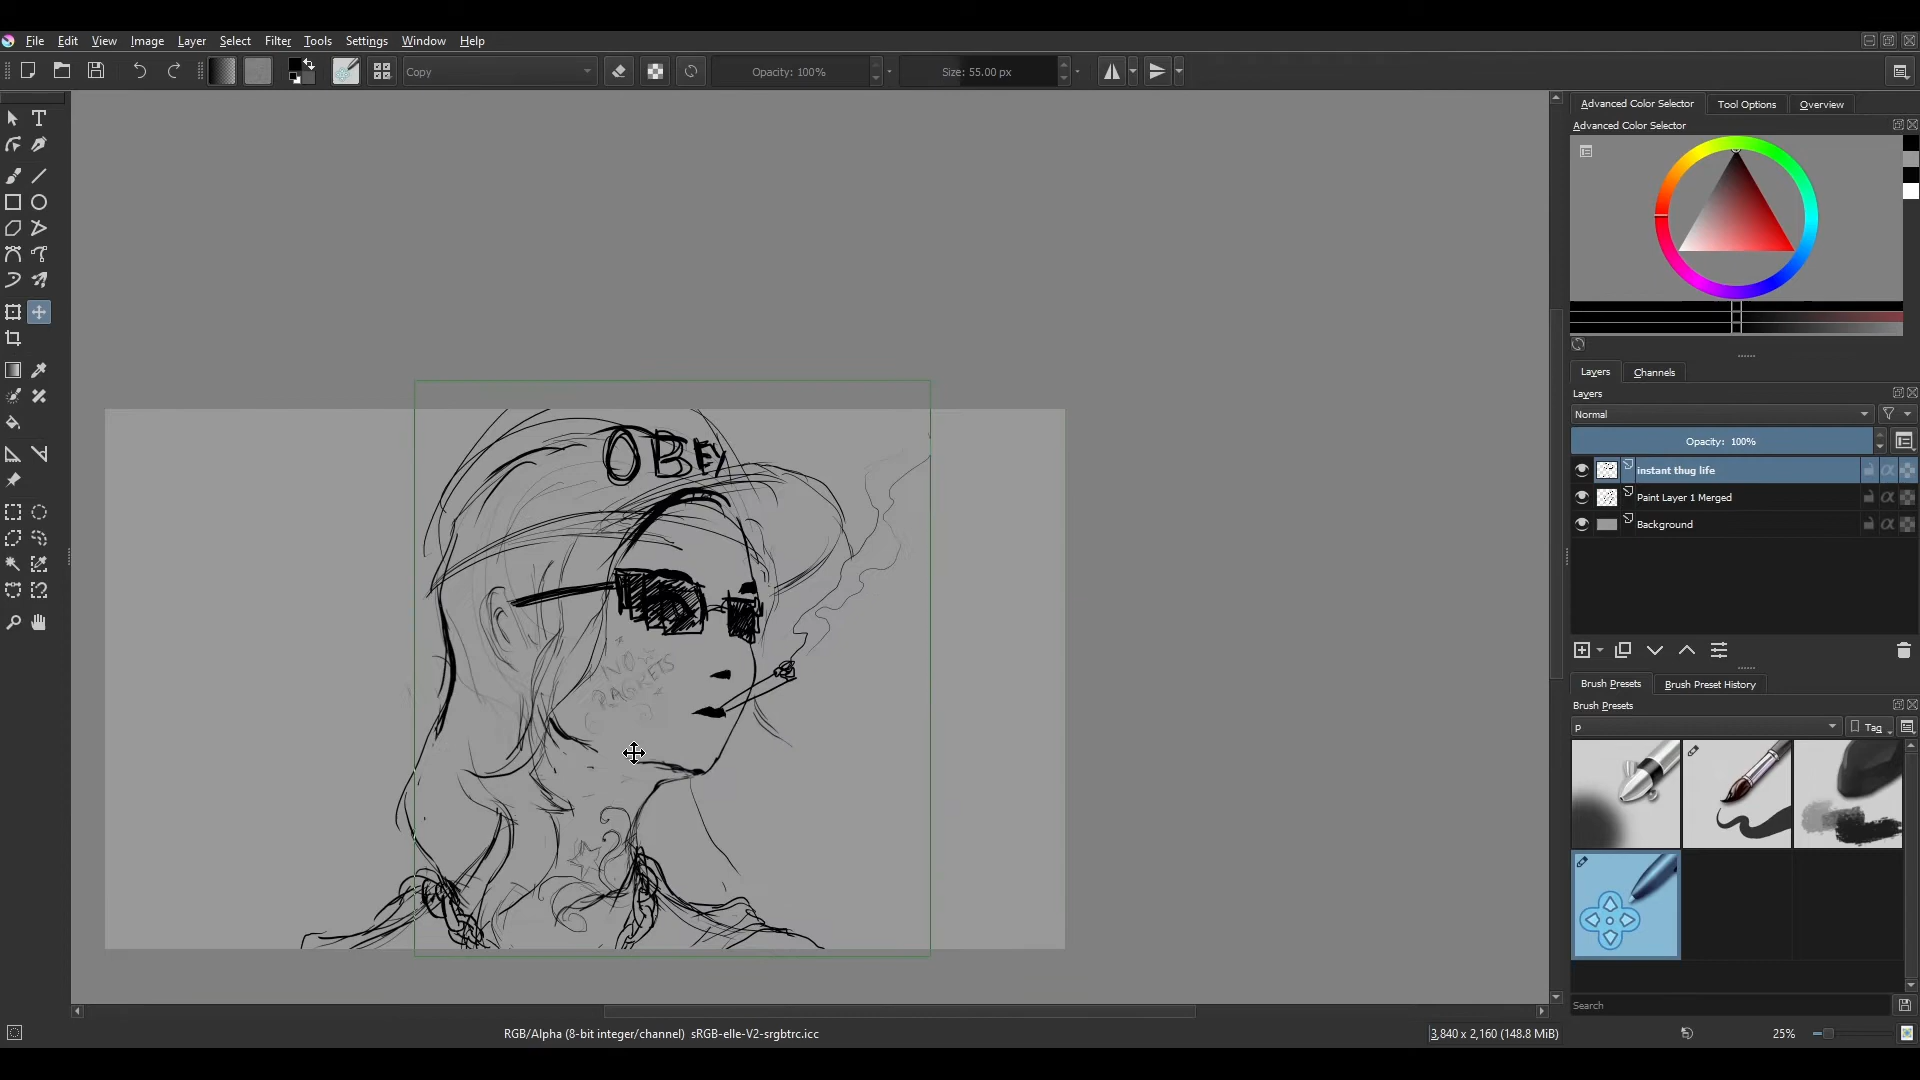 File Edit View Image Layer Select Filter Tools Settings Window Help
Copy Opacity: 100% Size: 55.00 px
Advanced Color Selector Tool Options Overview
Advanced Color Selector
Layers Channels
Layers
Normal
Opacity: 100%
instant thug life
Paint Layer 1 Merged
Background
Brush Presets Brush Preset History
Brush Presets
p Tag
Search
OBEY
NO
RAGRETS
RGB/Alpha (8-bit integer/channel) sRGB-elle-V2-srgbtrc.icc 3,840 x 2,160 (148.8 MiB) 25%